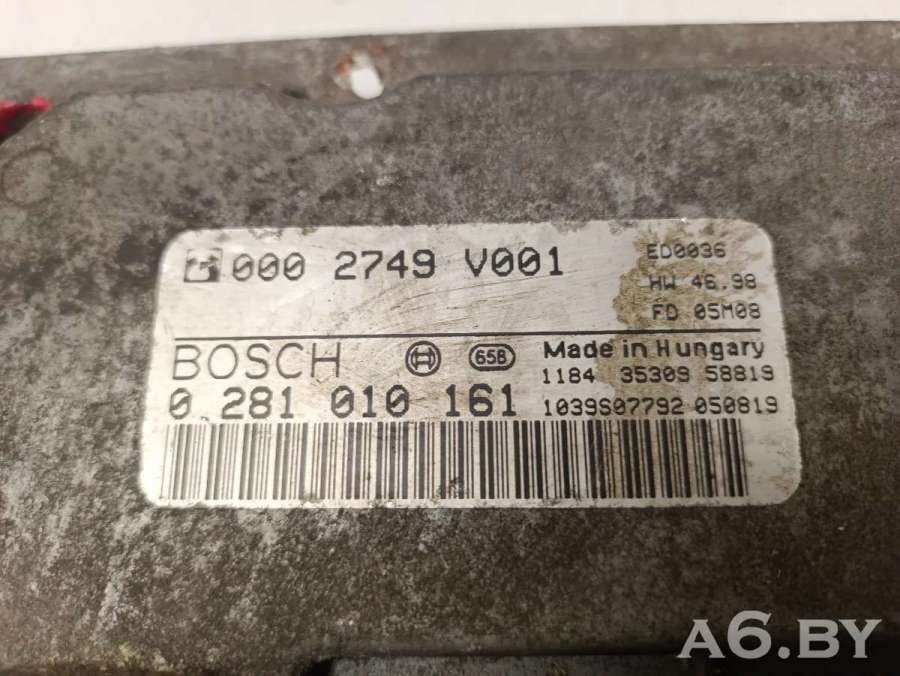 000 2749 V001
ED0036
HW 46.98
FD 05M08
BOSCH 658 Made in Hungary
1184 35309 58819
0 281 010 161 1039S07792 050819
A6.BY